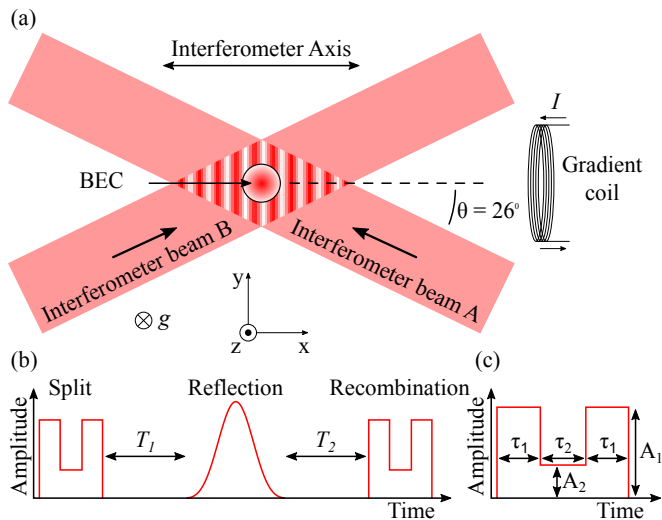 (a)
Interferometer Axis
I
BEC
Gradient
coil
θ = 26°
Interferometer beam B
Interferometer beam A
g
y
z
x
(b)
(c)
Split
Reflection
Recombination
Amplitude
T₁
T₂
Time
Amplitude
τ₁
τ₂
τ₁
A₁
A₂
Time